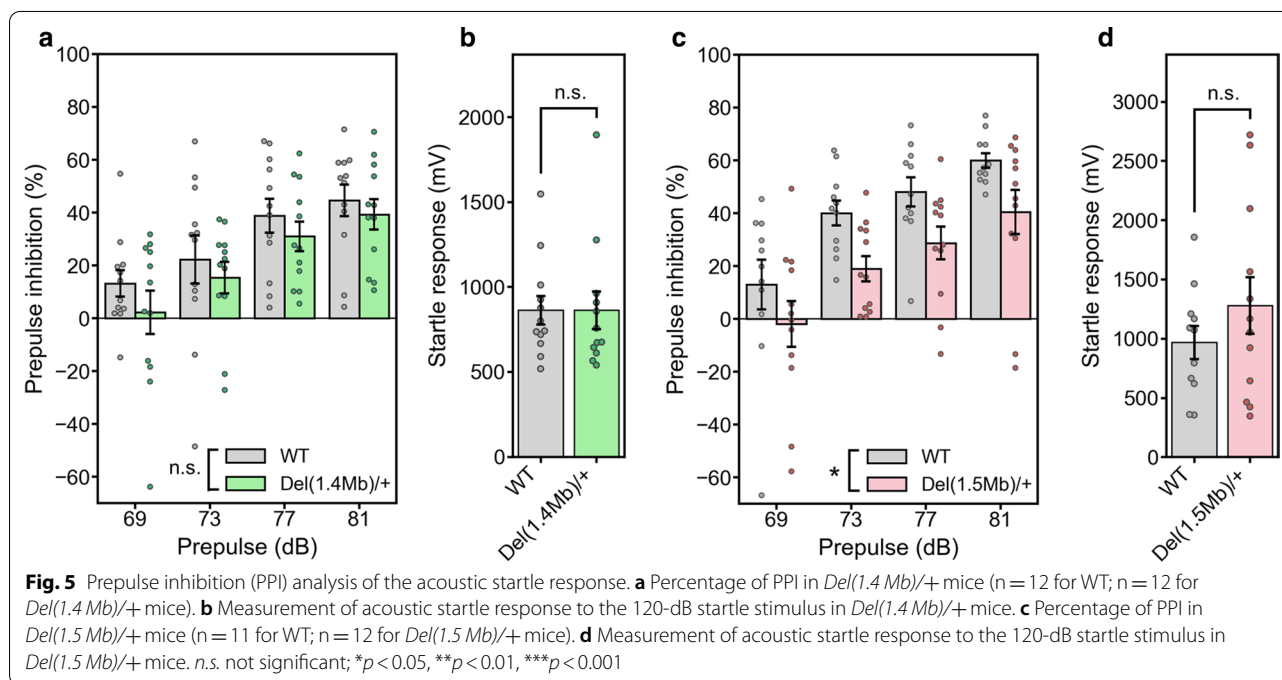 a
100
80
60
40
20
0
−20
−40
−60
Prepulse inhibition (%)
n.s.
WT
Del(1.4Mb)/+
69 73 77 81
Prepulse (dB)
b
2000
1500
1000
500
0
Startle response (mV)
n.s.
WT
Del(1.4Mb)/+
c
100
80
60
40
20
0
−20
−40
−60
Prepulse inhibition (%)
*
WT
Del(1.5Mb)/+
69 73 77 81
Prepulse (dB)
d
3000
2500
2000
1500
1000
500
0
Startle response (mV)
n.s.
WT
Del(1.5Mb)/+
Fig. 5 Prepulse inhibition (PPI) analysis of the acoustic startle response. a Percentage of PPI in Del(1.4 Mb)/+ mice (n = 12 for WT; n = 12 for
Del(1.4 Mb)/+ mice). b Measurement of acoustic startle response to the 120-dB startle stimulus in Del(1.4 Mb)/+ mice. c Percentage of PPI in
Del(1.5 Mb)/+ mice (n = 11 for WT; n = 12 for Del(1.5 Mb)/+ mice). d Measurement of acoustic startle response to the 120-dB startle stimulus in
Del(1.5 Mb)/+ mice. n.s. not significant; *p < 0.05, **p < 0.01, ***p < 0.001